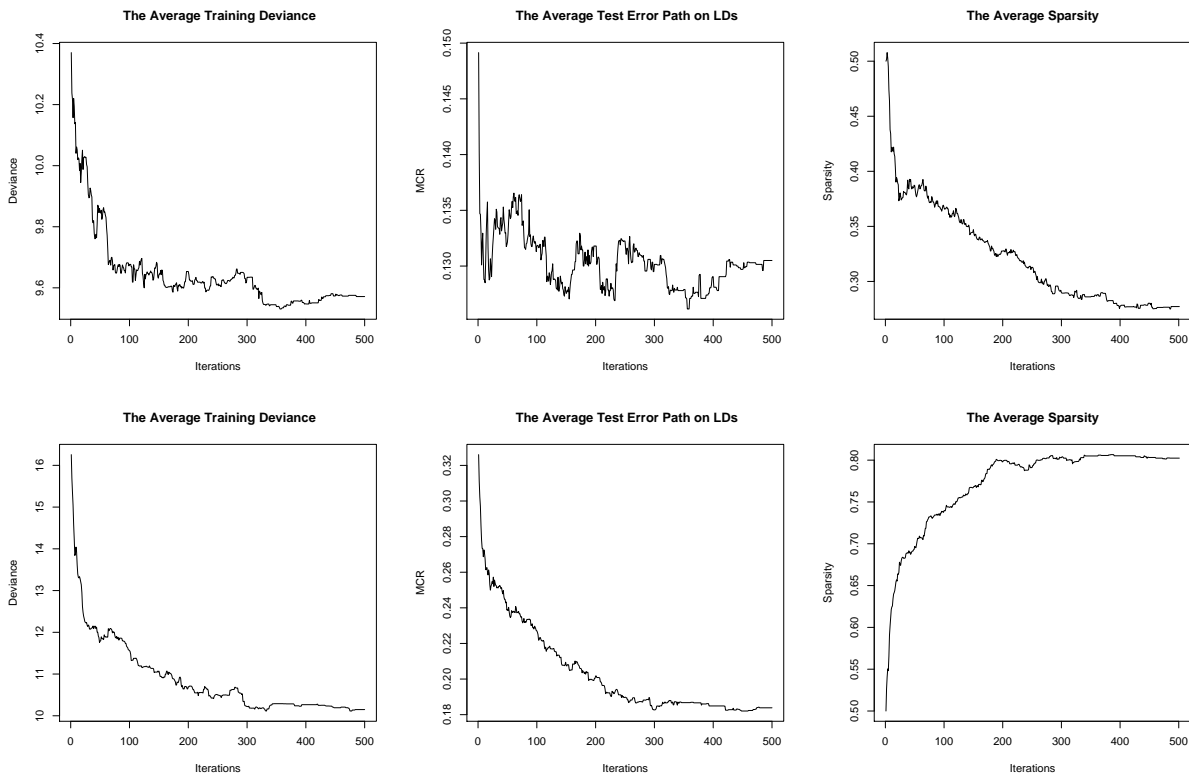 The Average Training Deviance
The Average Test Error Path on LDs
The Average Sparsity
Deviance
9.6 9.8 10.0 10.2 10.4
0 100 200 300 400 500
Iterations
MCR
0.130 0.135 0.140 0.145 0.150
0 100 200 300 400 500
Iterations
Sparsity
0.30 0.35 0.40 0.45 0.50
0 100 200 300 400 500
Iterations
The Average Training Deviance
The Average Test Error Path on LDs
The Average Sparsity
Deviance
10 11 12 13 14 15 16
0 100 200 300 400 500
Iterations
MCR
0.18 0.20 0.22 0.24 0.26 0.28 0.30 0.32
0 100 200 300 400 500
Iterations
Sparsity
0.50 0.55 0.60 0.65 0.70 0.75 0.80
0 100 200 300 400 500
Iterations